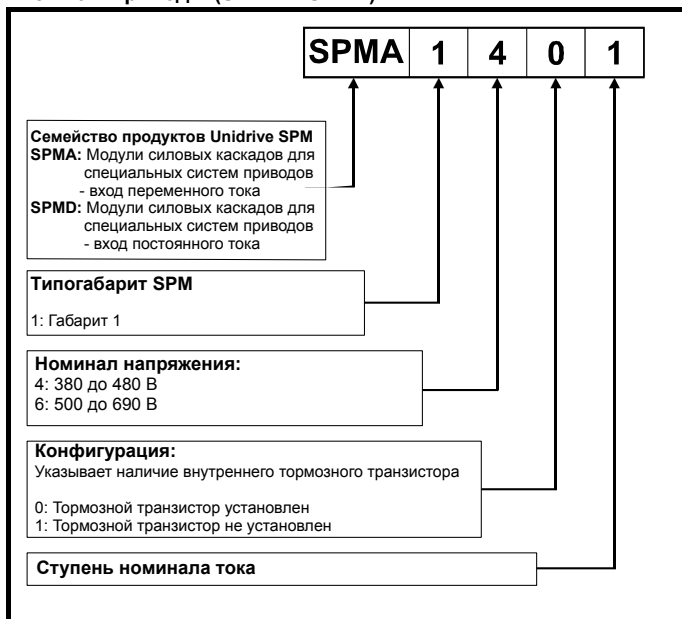 SPMA 1 4 0 1
Семейство продуктов Unidrive SPM
SPMA: Модули силовых каскадов для
специальных систем приводов
- вход переменного тока
SPMD: Модули силовых каскадов для
специальных систем приводов
- вход постоянного тока
Типогабарит SPM
1: Габарит 1
Номинал напряжения:
4: 380 до 480 В
6: 500 до 690 В
Конфигурация:
Указывает наличие внутреннего тормозного транзистора
0: Тормозной транзистор установлен
1: Тормозной транзистор не установлен
Ступень номинала тока